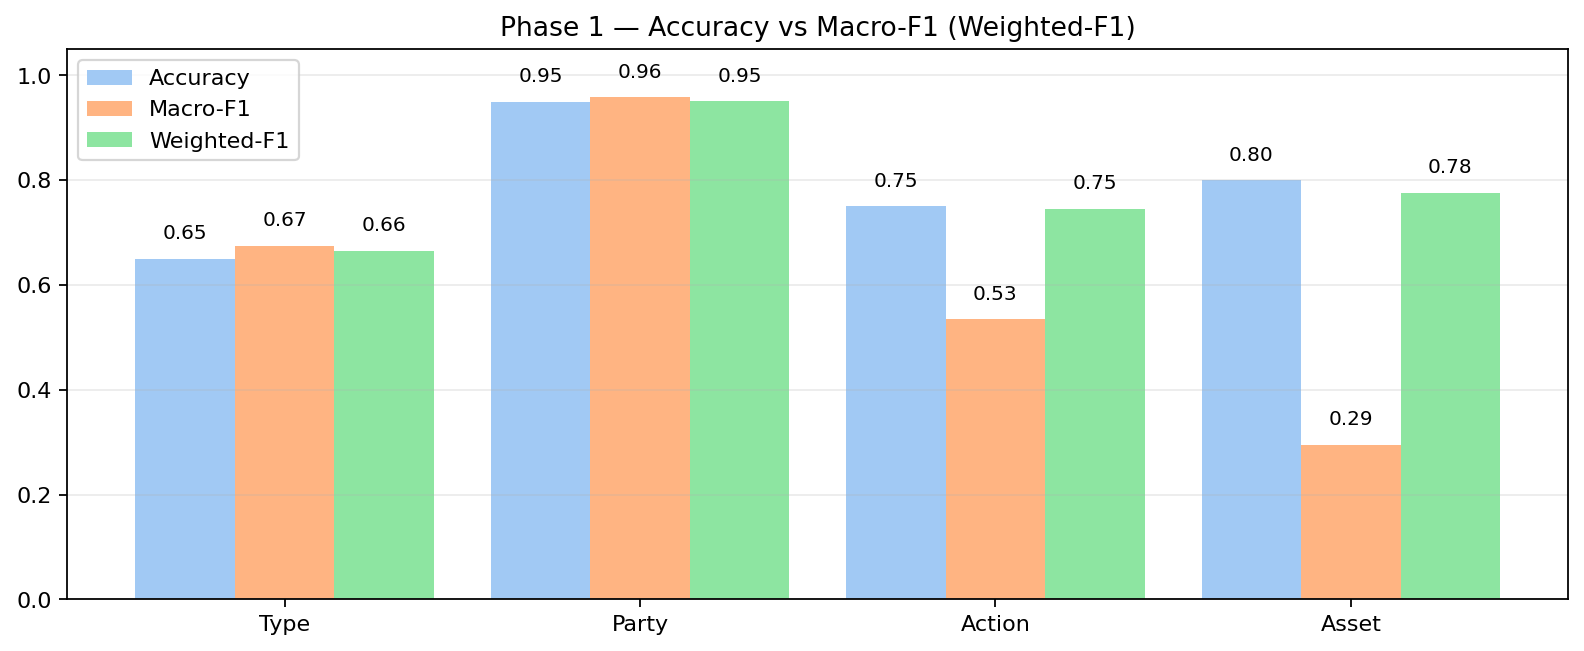 Phase 1 — Accuracy vs Macro-F1 (Weighted-F1)
Accuracy
Macro-F1
Weighted-F1
1.0
0.8
0.6
0.4
0.2
0.0
0.65
0.67
0.66
0.95
0.96
0.95
0.75
0.53
0.75
0.80
0.29
0.78
Type
Party
Action
Asset